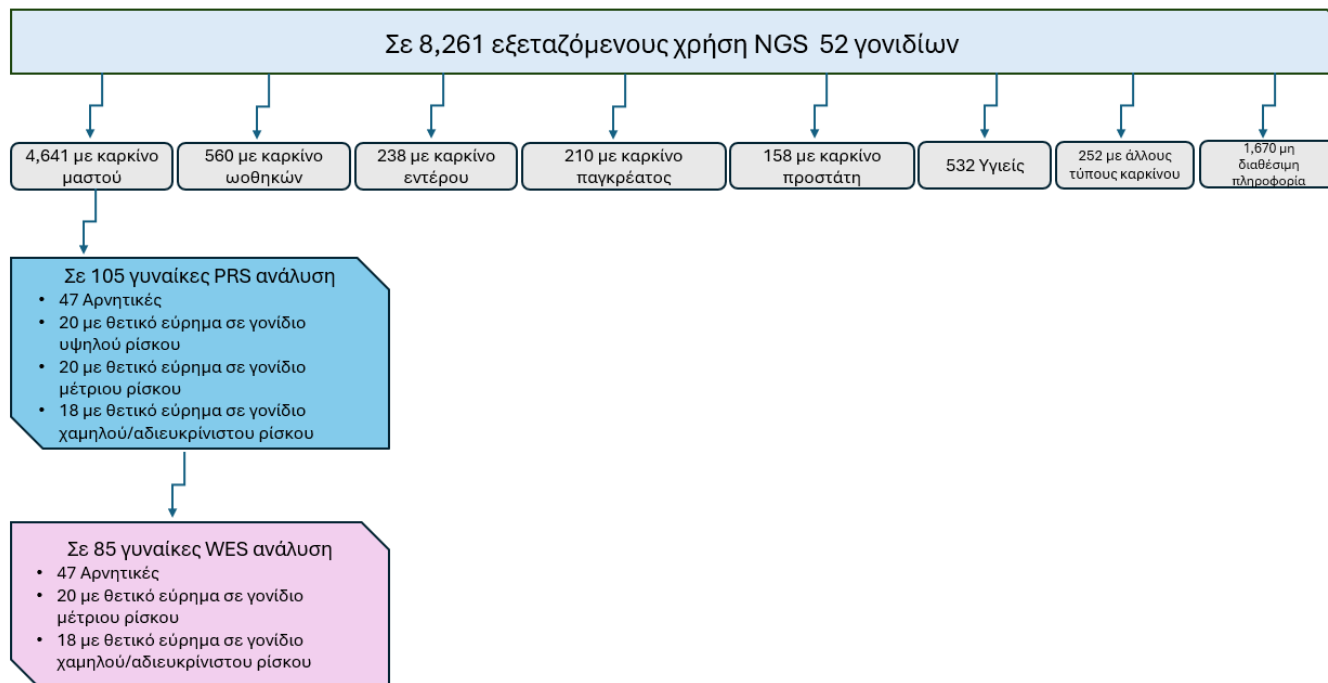 Σε 8,261 εξεταζόμενους χρήση NGS 52 γονιδίων
4,641 με καρκίνο
μαστού
560 με καρκίνο
ωοθηκών
238 με καρκίνο
εντέρου
210 με καρκίνο
παγκρέατος
158 με καρκίνο
προστάτη
532 Υγιείς
252 με άλλους
τύπους καρκίνου
1,670 μη
διαθέσιμη
πληροφορία
Σε 105 γυναίκες PRS ανάλυση
• 47 Αρνητικές
• 20 με θετικό εύρημα σε γονίδιο
υψηλού ρίσκου
• 20 με θετικό εύρημα σε γονίδιο
μέτριου ρίσκου
• 18 με θετικό εύρημα σε γονίδιο
χαμηλού/αδιευκρίνιστου ρίσκου
Σε 85 γυναίκες WES ανάλυση
• 47 Αρνητικές
• 20 με θετικό εύρημα σε γονίδιο
μέτριου ρίσκου
• 18 με θετικό εύρημα σε γονίδιο
χαμηλού/αδιευκρίνιστου ρίσκου